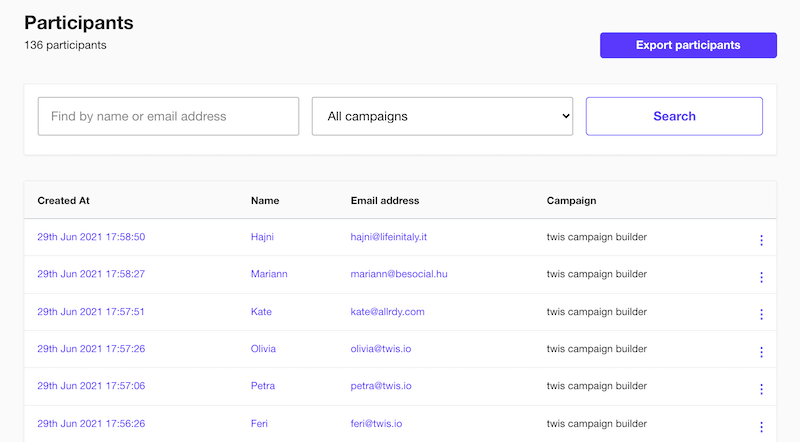 Participants
136 participants
Export participants
Find by name or email address All campaigns Search
Created At Name Email address Campaign
29th Jun 2021 17:58:50 Hajni hajni@lifeinitaly.it twis campaign builder
29th Jun 2021 17:58:27 Mariann mariann@besocial.hu twis campaign builder
29th Jun 2021 17:57:51 Kate kate@allrdy.com twis campaign builder
29th Jun 2021 17:57:26 Olivia olivia@twis.io twis campaign builder
29th Jun 2021 17:57:06 Petra petra@twis.io twis campaign builder
29th Jun 2021 17:56:26 Feri feri@twis.io twis campaign builder